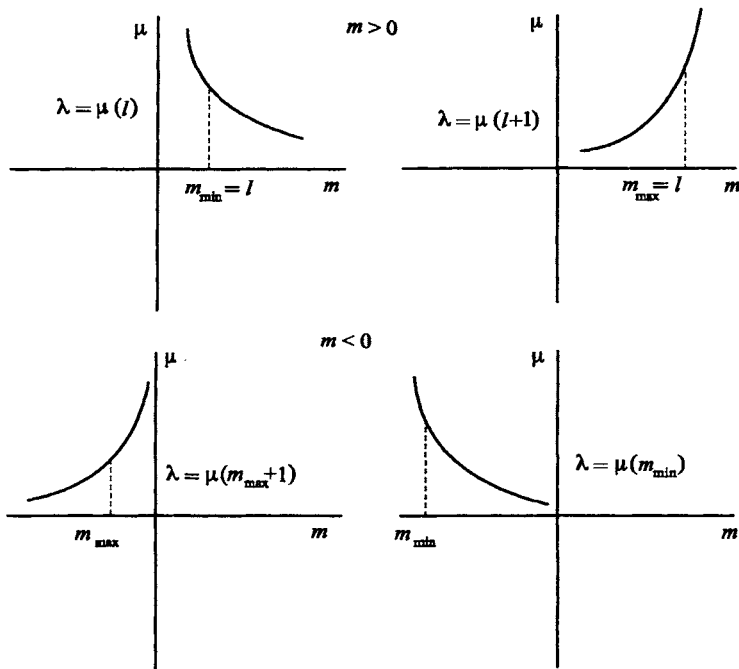 μ
m > 0
μ
λ = μ (l)
λ = μ (l+1)
m_min = l
m
m_max = l
m
m < 0
μ
μ
λ = μ(m_max+1)
λ = μ(m_min)
m_max
m
m_min
m